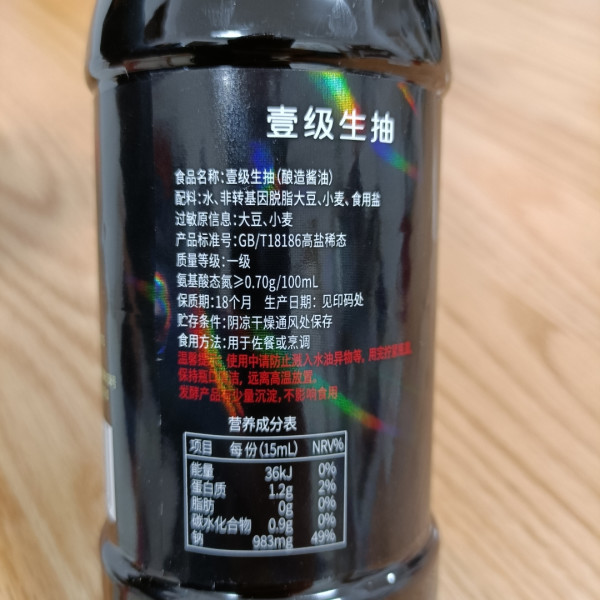 壹级生抽
食品名称:壹级生抽(酿造酱油)
配料:水、非转基因脱脂大豆、小麦、食用盐
过敏原信息:大豆、小麦
产品标准号:GB/T18186高盐稀态
质量等级:一级
氨基酸态氮≥0.70g/100mL
保质期:18个月 生产日期:见印码处
贮存条件:阴凉干燥通风处保存
食用方法:用于佐餐或烹调
温馨提示:使用中请防止溅入水油异物等,用完拧紧瓶盖,
保持瓶口清洁,远离高温放置。
发酵产品有少量沉淀,不影响食用
营养成分表
项目 每份(15mL) NRV%
能量 36kJ 0%
蛋白质 1.2g 2%
脂肪 0g 0%
碳水化合物 0.9g 0%
钠 983mg 49%